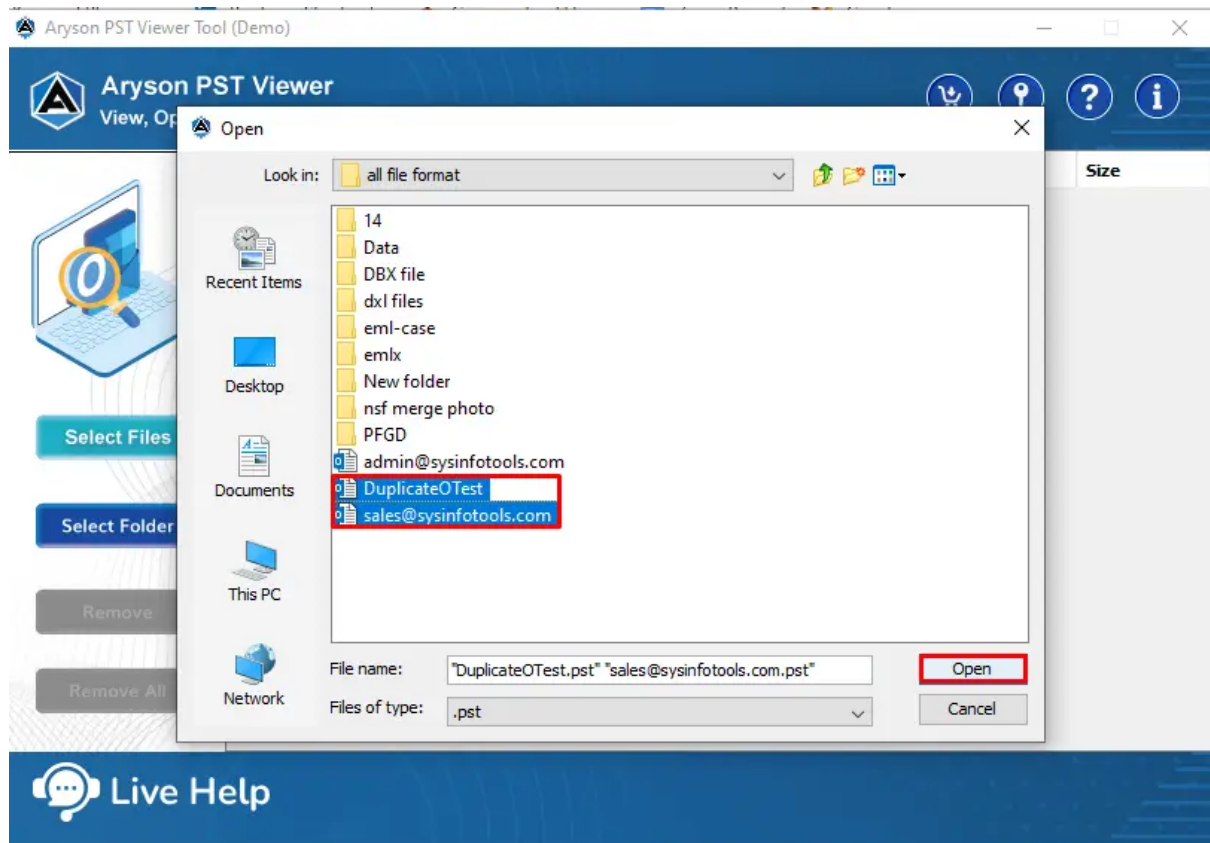 Aryson PST Viewer Tool (Demo)
Aryson PST Viewer
View, Op
Open
Look in:
all file format
Size
14
Data
DBX file
dxl files
eml-case
emlx
New folder
nsf merge photo
PFGD
admin@sysinfotools.com
DuplicateOTest
sales@sysinfotools.com
Recent Items
Desktop
Documents
This PC
Network
Select Files
Select Folder
Remove
Remove All
File name:
"DuplicateOTest.pst" "sales@sysinfotools.com.pst"
Open
Files of type:
.pst
Cancel
Live Help